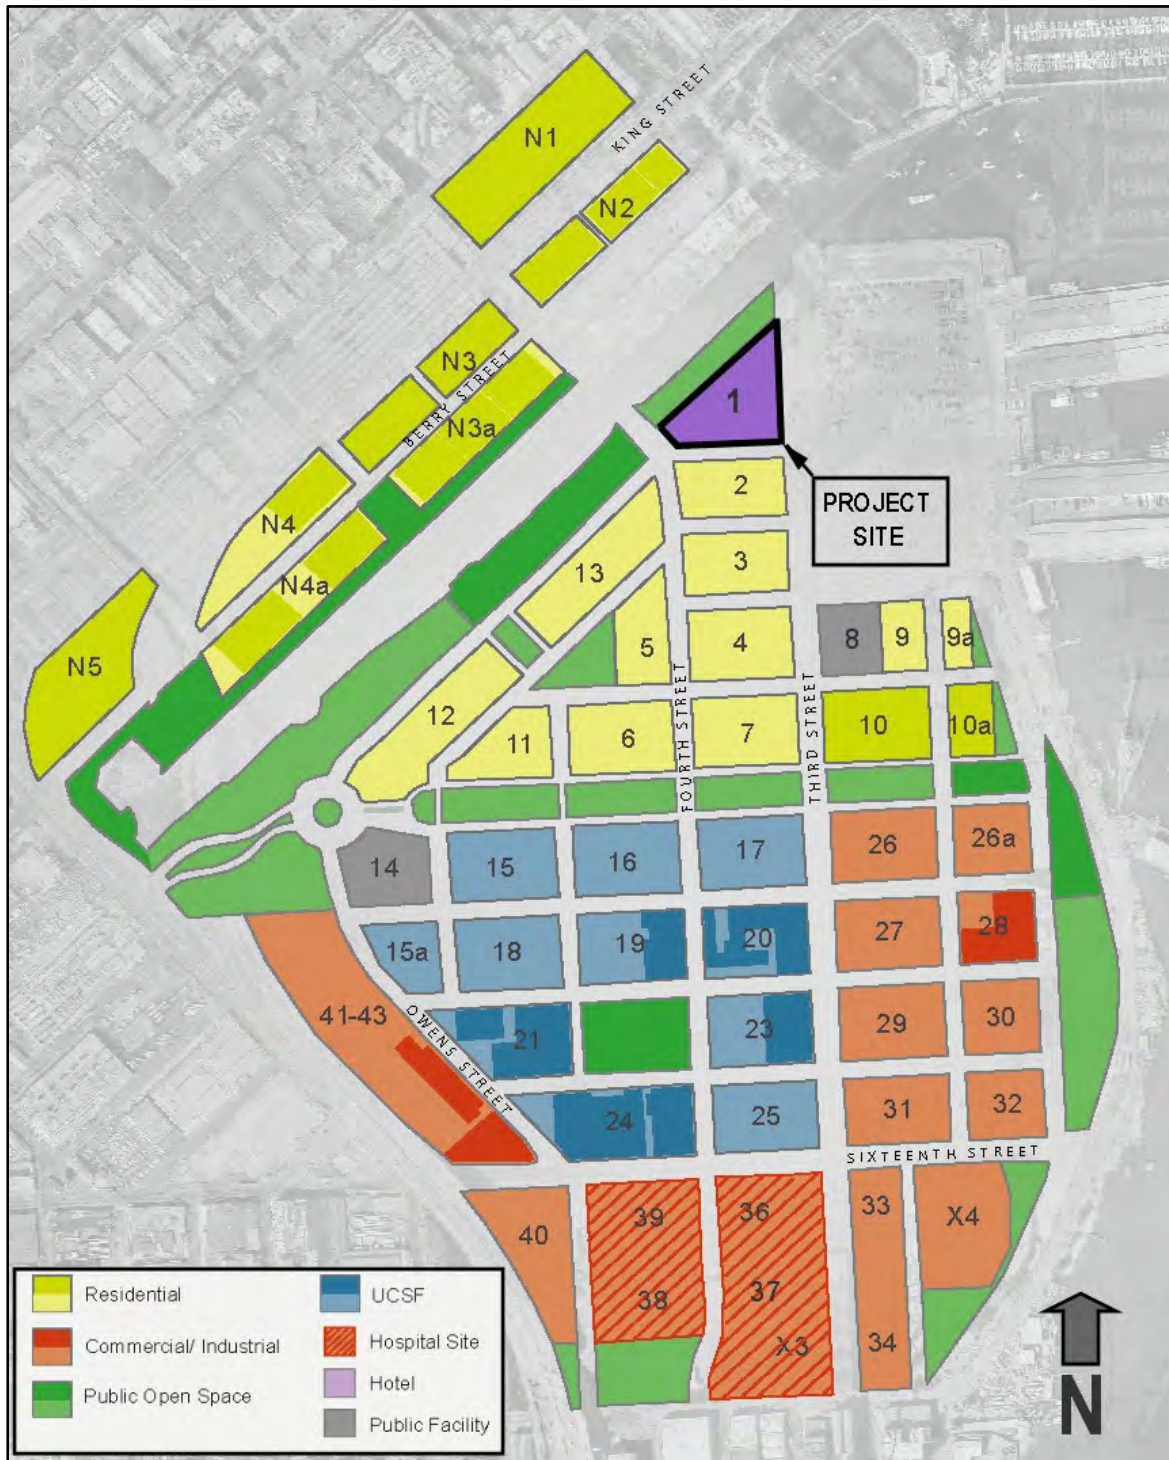 N1
KING STREET
N2
N3
BERRY STREET
N3a
1
2
PROJECT
SITE
N4
3
13
N4a
8
9
9a
4
5
N5
FOURTH STREET
THIRD STREET
12
11
6
7
10
10a
14
15
16
17
26
26a
15a
18
19
20
27
28
41-43
OWENS STREET
21
23
29
30
24
25
31
32
SIXTEENTH STREET
40
39
36
33
X4
38
37
34
X3
Residential
Commercial/ Industrial
Public Open Space
UCSF
Hospital Site
Hotel
Public Facility
N